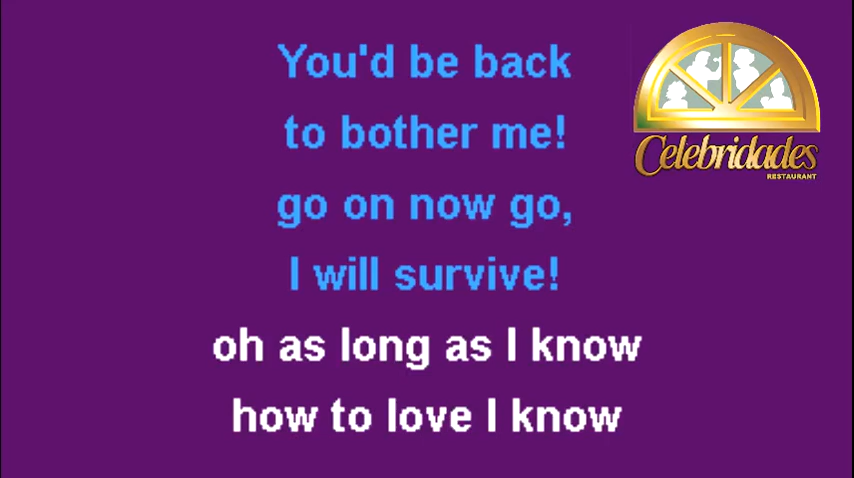 You'd be back
to bother me!
go on now go,
I will survive!
oh as long as I know
how to love I know
Celebridades
RESTAURANT